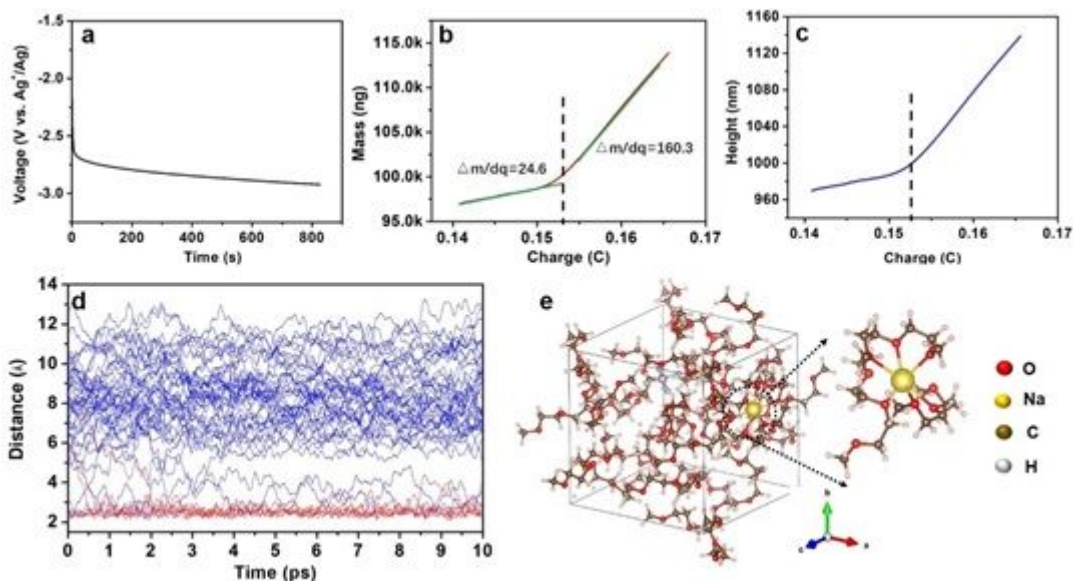 a
Voltage (V vs. Ag⁺/Ag)
-1.5
-2.0
-2.5
-3.0
0 200 400 600 800
Time (s)
b
Mass (ng)
115.0k
110.0k
105.0k
100.0k
95.0k
△m/dq=24.6
△m/dq=160.3
0.14 0.15 0.16 0.17
Charge (C)
c
Height (nm)
1160
1120
1080
1040
1000
960
0.14 0.15 0.16 0.17
Charge (C)
d
Distance (Å)
14
12
10
8
6
4
2
0 1 2 3 4 5 6 7 8 9 10
Time (ps)
e
O
Na
C
H
b
c